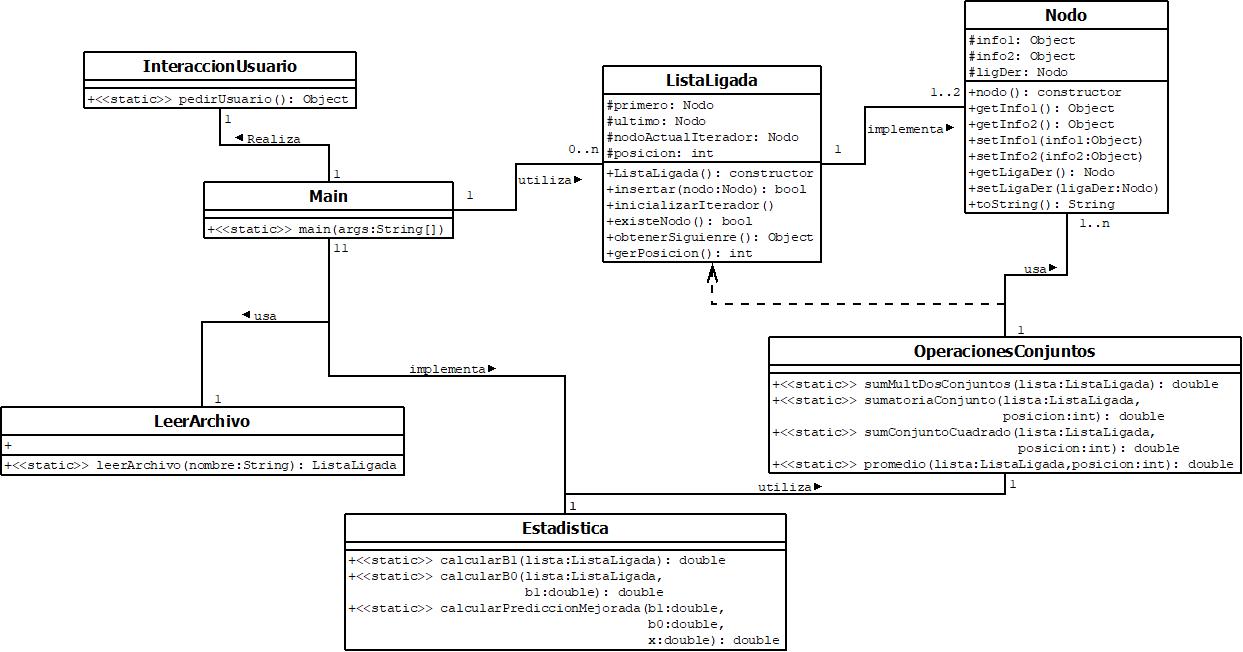 InteraccionUsuario
+<<static>> pedirUsuario(): Object
1
Realiza
1
Main
+<<static>> main(args:String[])
11
1
utiliza
0..n
ListaLigada
#primero: Nodo
#ultimo: Nodo
#nodoActualIterador: Nodo
#posicion: int
+ListaLigada(): constructor
+insertar(nodo:Nodo): bool
+inicializarIterador()
+existeNodo(): bool
+obtenerSiguienre(): Object
+gerPosicion(): int
1
implementa
1..2
Nodo
#info1: Object
#info2: Object
#ligDer: Nodo
+nodo(): constructor
+getInfo1(): Object
+getInfo2(): Object
+setInfo1(info1:Object)
+setInfo2(info2:Object)
+getLigaDer(): Nodo
+setLigaDer(ligaDer:Nodo)
+toString(): String
1..n
usa
1
OperacionesConjuntos
+<<static>> sumMultDosConjuntos(lista:ListaLigada): double
+<<static>> sumatoriaConjunto(lista:ListaLigada,
posicion:int): double
+<<static>> sumConjuntoCuadrado(lista:ListaLigada,
posicion:int): double
+<<static>> promedio(lista:ListaLigada,posicion:int): double
1
utiliza
usa
1
implementa
LeerArchivo
+
+<<static>> leerArchivo(nombre:String): ListaLigada
1
Estadistica
+<<static>> calcularB1(lista:ListaLigada): double
+<<static>> calcularB0(lista:ListaLigada,
b1:double): double
+<<static>> calcularPrediccionMejorada(b1:double,
b0:double,
x:double): double